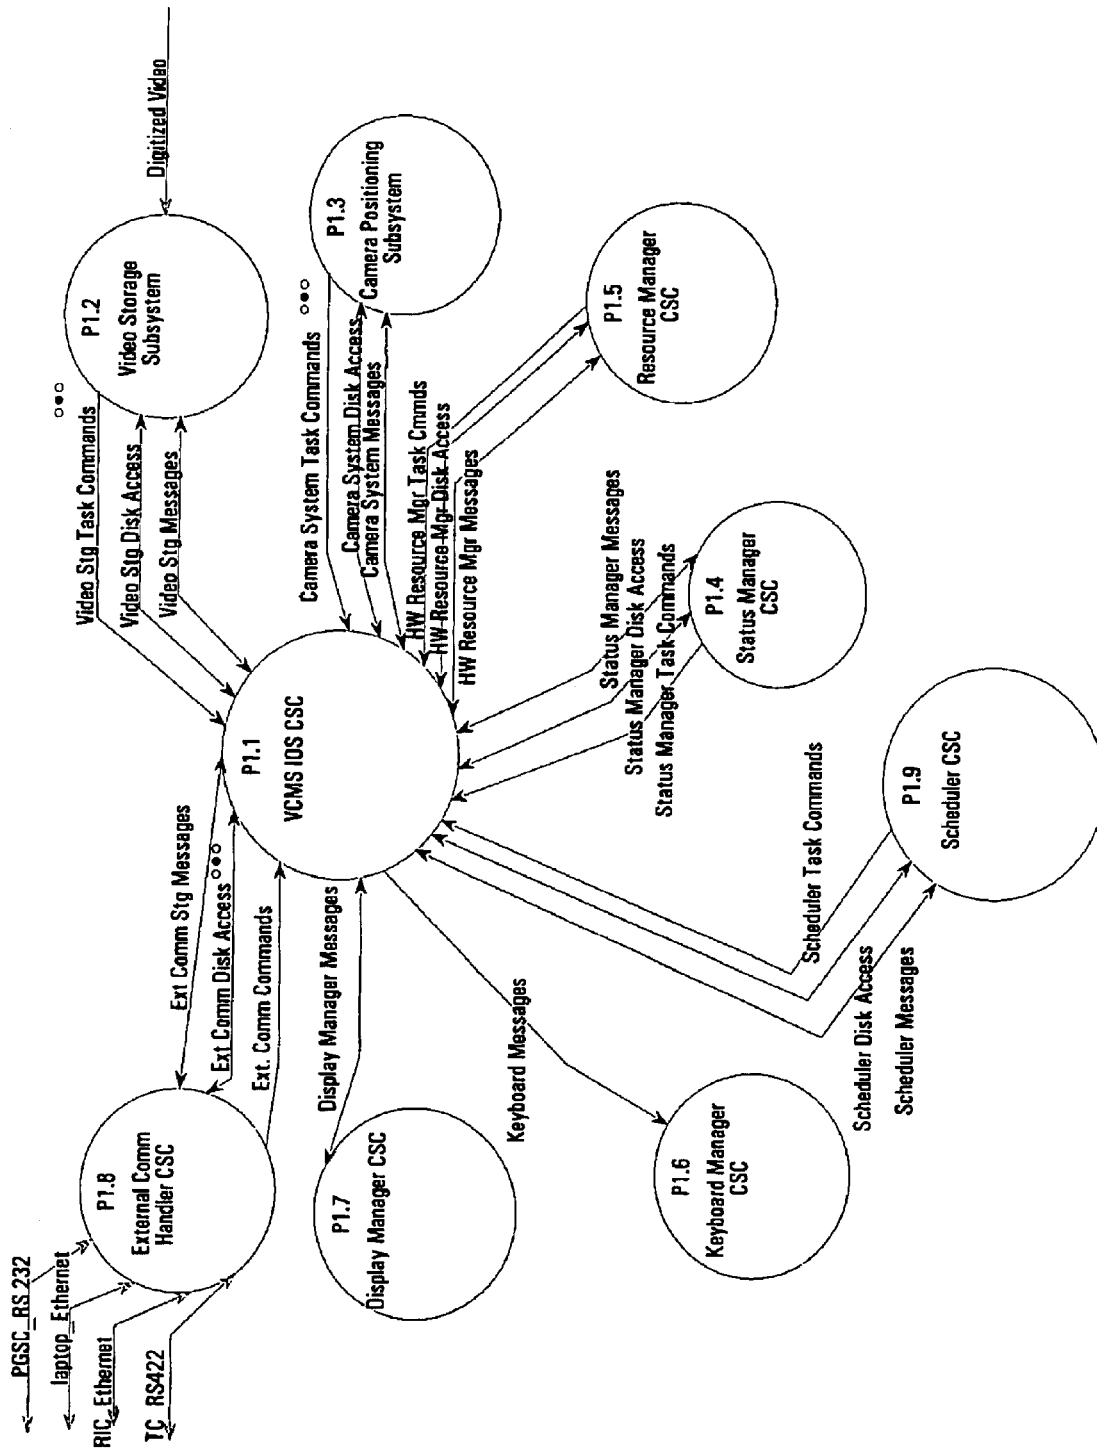 PGSC_RS 232
laptop_Ethernet
RIC_Ethernet
TC_RS422
P1.8
External Comm
Handler CSC
Ext Comm Stg Messages
Ext Comm Disk Access
Ext. Comm Commands
P1.7
Display Manager CSC
Display Manager Messages
P1.6
Keyboard Manager
CSC
Keyboard Messages
P1.1
VCMS IOS CSC
Video Stg Task Commands
Video Stg Disk Access
Video Stg Messages
P1.2
Video Storage
Subsystem
Digitized Video
Camera System Task Commands
Camera System Disk Access
Camera System Messages
P1.3
Camera Positioning
Subsystem
HW Resource Mgr Task Cmmds
HW Resource Mgr Disk Access
HW Resource Mgr Messages
P1.5
Resource Manager
CSC
Status Manager Messages
Status Manager Disk Access
Status Manager Task Commands
P1.4
Status Manager
CSC
Scheduler Task Commands
Scheduler Disk Access
Scheduler Messages
P1.9
Scheduler CSC